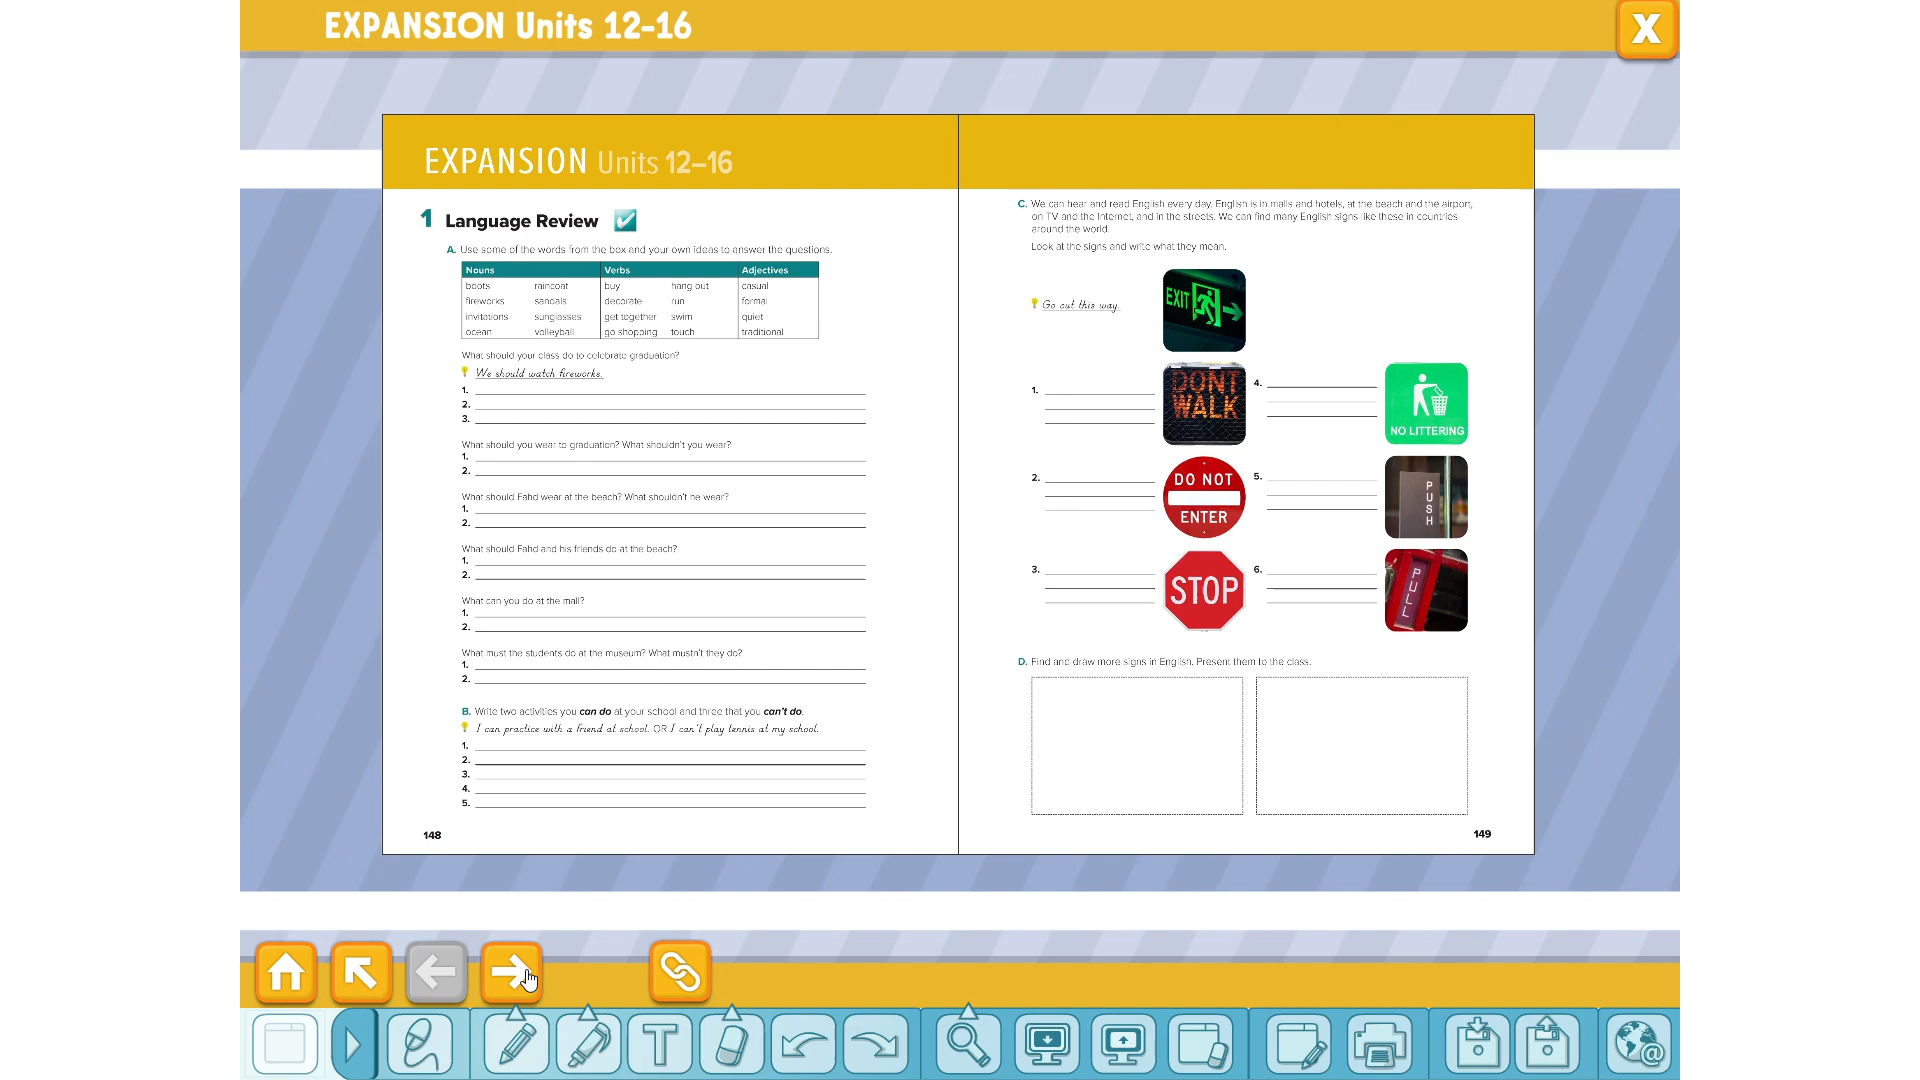 EXPANSION Units 12-16
X
EXPANSION Units 12–16
1 Language Review
A. Use some of the words from the box and your own ideas to answer the questions.
Nouns Verbs Adjectives
boots raincoat buy hang out casual
fireworks sandals decorate run formal
invitations sunglasses get together swim quiet
ocean volleyball go shopping touch traditional
What should your class do to celebrate graduation?
We should watch fireworks.
1.
2.
3.
What should you wear to graduation? What shouldn't you wear?
1.
2.
What should Fahd wear at the beach? What shouldn't he wear?
1.
2.
What should Fahd and his friends do at the beach?
1.
2.
What can you do at the mall?
1.
2.
What must the students do at the museum? What mustn't they do?
1.
2.
B. Write two activities you can do at your school and three that you can't do.
I can practice with a friend at school. OR I can't play tennis at my school.
1.
2.
3.
4.
5.
148
C. We can hear and read English every day. English is in malls and hotels, at the beach and the airport,
on TV and the Internet, and in the streets. We can find many English signs like these in countries
around the world.
Look at the signs and write what they mean.
Go out this way.
EXIT
1.
DONT
WALK
4.
NO LITTERING
2.
DO NOT
ENTER
5.
PUSH
3.
STOP
6.
PULL
D. Find and draw more signs in English. Present them to the class.
149
T
@